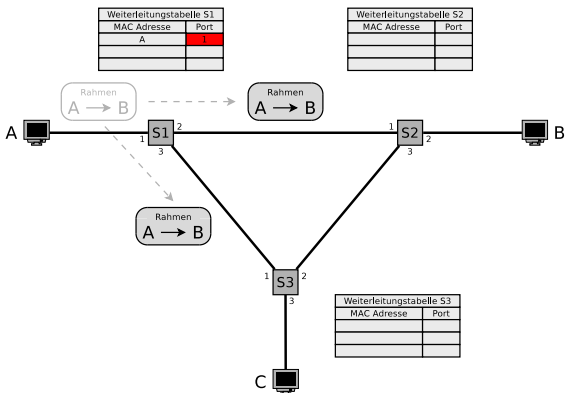 Weiterleitungstabelle S1
MAC Adresse Port
A 1
Weiterleitungstabelle S2
MAC Adresse Port
Rahmen
A → B
Rahmen
A → B
A
1
S1
2
3
1
S2
2
3
B
Rahmen
A → B
1
S3
2
3
Weiterleitungstabelle S3
MAC Adresse Port
C